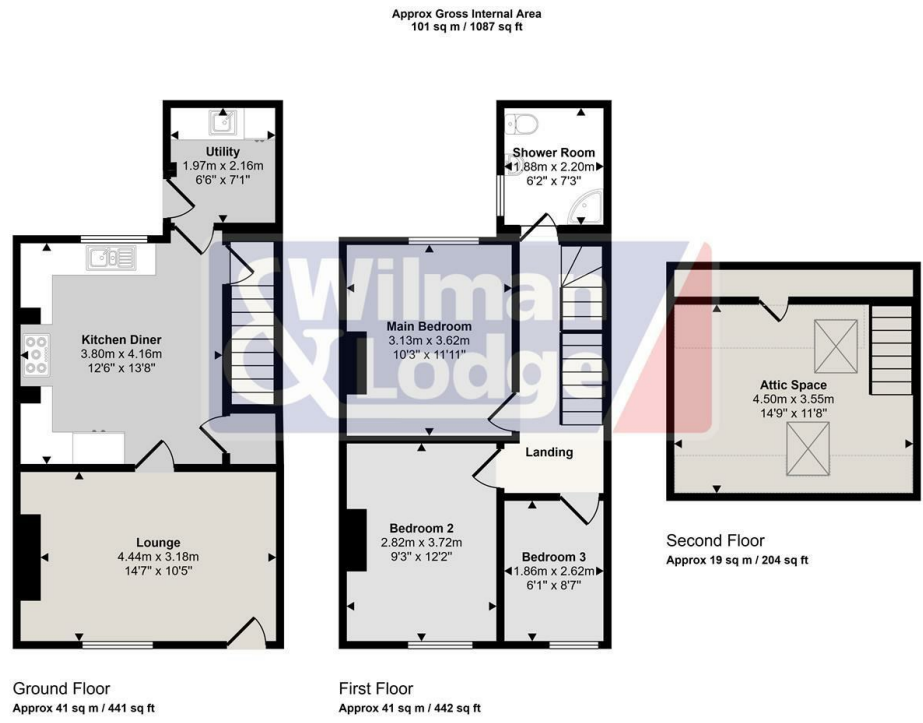 Approx Gross Internal Area
101 sq m / 1087 sq ft
Utility
1.97m x 2.16m
6'6" x 7'1"
Kitchen Diner
3.80m x 4.16m
12'6" x 13'8"
Lounge
4.44m x 3.18m
14'7" x 10'5"
Ground Floor
Approx 41 sq m / 441 sq ft
Shower Room
1.88m x 2.20m
6'2" x 7'3"
Main Bedroom
3.13m x 3.62m
10'3" x 11'11"
Landing
Bedroom 2
2.82m x 3.72m
9'3" x 12'2"
Bedroom 3
1.86m x 2.62m
6'1" x 8'7"
First Floor
Approx 41 sq m / 442 sq ft
Attic Space
4.50m x 3.55m
14'9" x 11'8"
Second Floor
Approx 19 sq m / 204 sq ft
Wilman
& Lodge